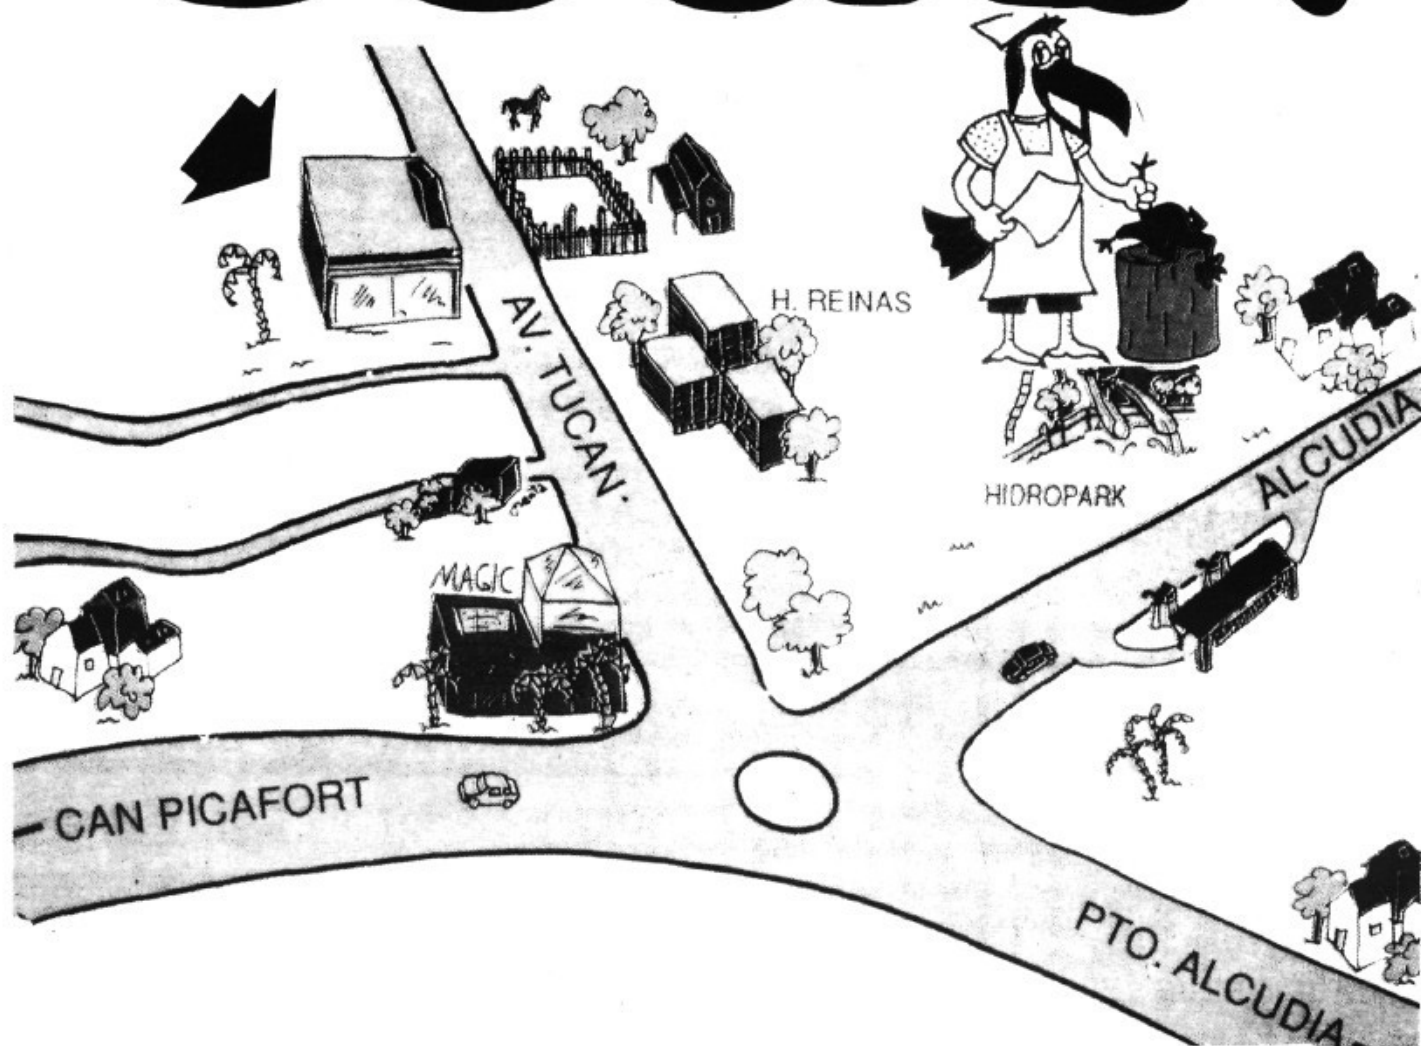 H. REINAS
AV. TUCAN.
ALCUDIA
HIDROPARK
MAGIC
CAN PICAFORT
PTO. ALCUDIA